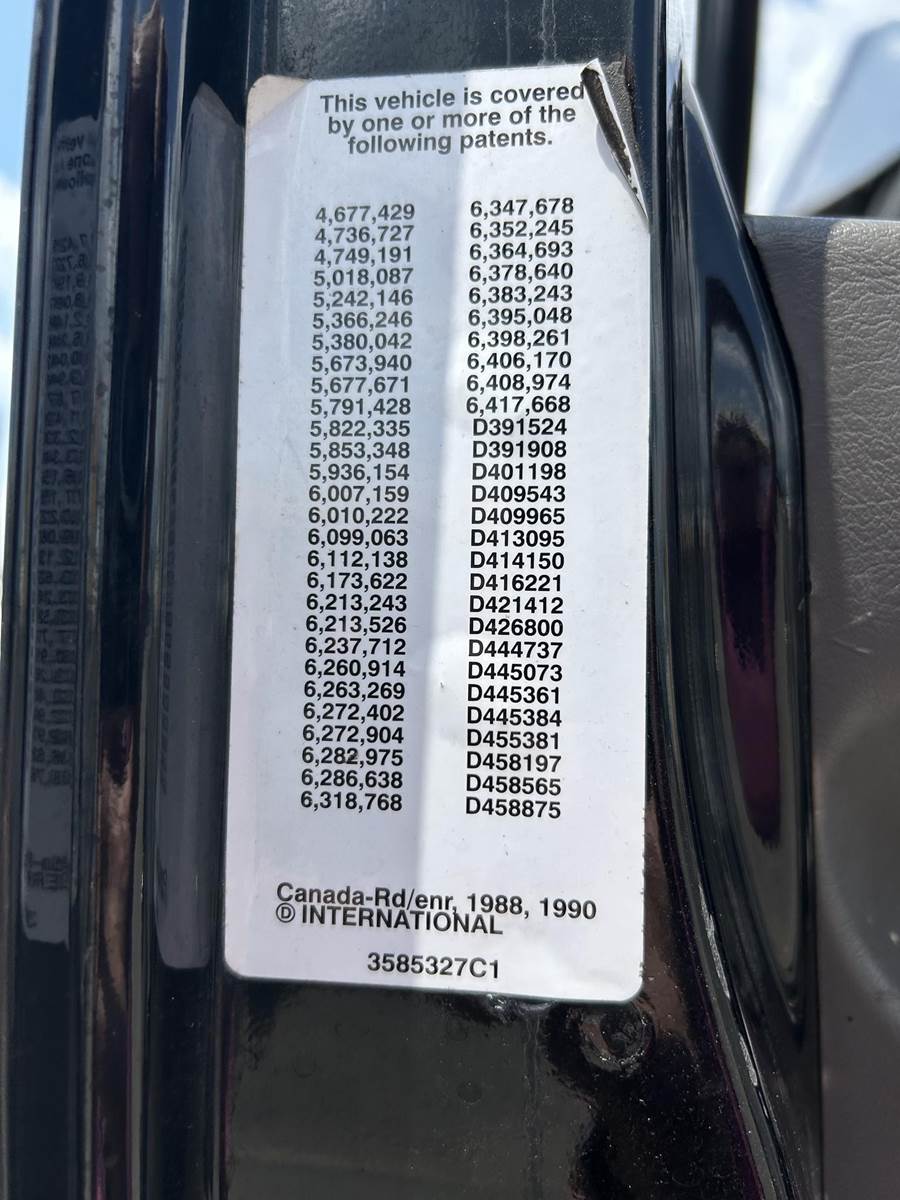 This vehicle is covered
by one or more of the
following patents.
4,677,429 6,347,678
4,736,727 6,352,245
4,749,191 6,364,693
5,018,087 6,378,640
5,242,146 6,383,243
5,366,246 6,395,048
5,380,042 6,398,261
5,673,940 6,406,170
5,677,671 6,408,974
5,791,428 6,417,668
5,822,335 D391524
5,853,348 D391908
5,936,154 D401198
6,007,159 D409543
6,010,222 D409965
6,099,063 D413095
6,112,138 D414150
6,173,622 D416221
6,213,243 D421412
6,213,526 D426800
6,237,712 D444737
6,260,914 D445073
6,263,269 D445361
6,272,402 D445384
6,272,904 D455381
6,282,975 D458197
6,286,638 D458565
6,318,768 D458875
Canada-Rd/enr, 1988, 1990
Ⓓ INTERNATIONAL
3585327C1